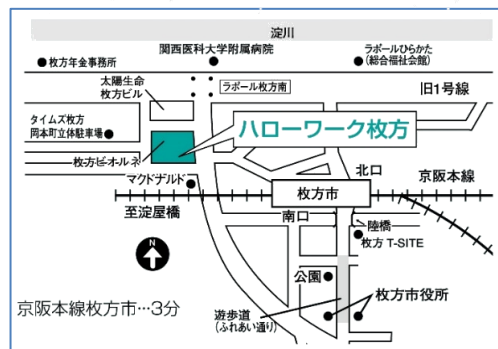 淀川
関西医科大学附属病院
ラポールひらかた
(総合福祉会館)
枚方年金事務所
太陽生命
枚方ビル
ラポール枚方南
旧1号線
タイムズ枚方
岡本町立体駐車場
ハローワーク枚方
枚方ビオルネ
北口
京阪本線
マクドナルド
枚方市
至淀屋橋
南口
陸橋
枚方 T-SITE
N
公園
京阪本線枚方市…3分
遊歩道
(ふれあい通り)
枚方市役所